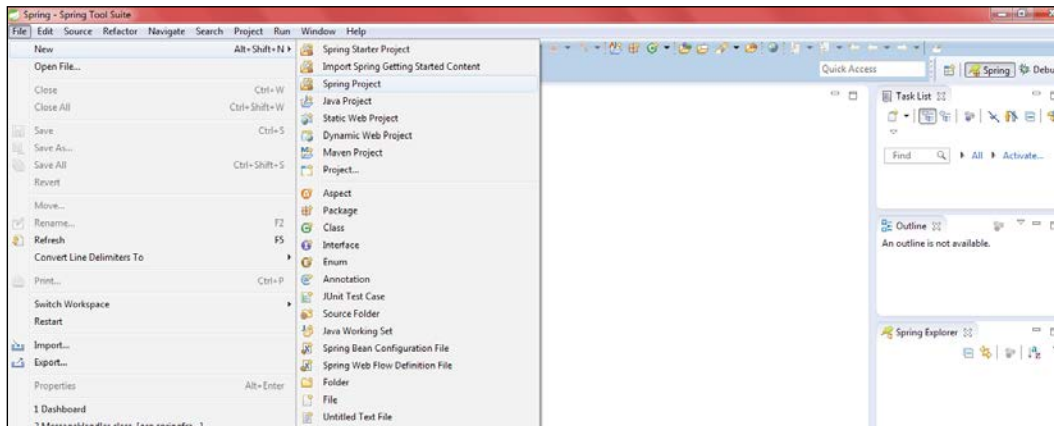 Spring - Spring Tool Suite
File Edit Source Refactor Navigate Search Project Run Window Help
New Alt+Shift+N
Open File...
Close Ctrl+W
Close All Ctrl+Shift+W
Save Ctrl+S
Save As...
Save All Ctrl+Shift+S
Revert
Move...
Rename... F2
Refresh F5
Convert Line Delimiters To
Print... Ctrl+P
Switch Workspace
Restart
Import...
Export...
Properties Alt+Enter
1 Dashboard
Spring Starter Project
Import Spring Getting Started Content
Spring Project
Java Project
Static Web Project
Dynamic Web Project
Maven Project
Project...
Aspect
Package
Class
Interface
Enum
Annotation
JUnit Test Case
Source Folder
Java Working Set
Spring Bean Configuration File
Spring Web Flow Definition File
Folder
File
Untitled Text File
Quick Access
Spring Debu
Task List
Find All Activate...
Outline
An outline is not available.
Spring Explorer